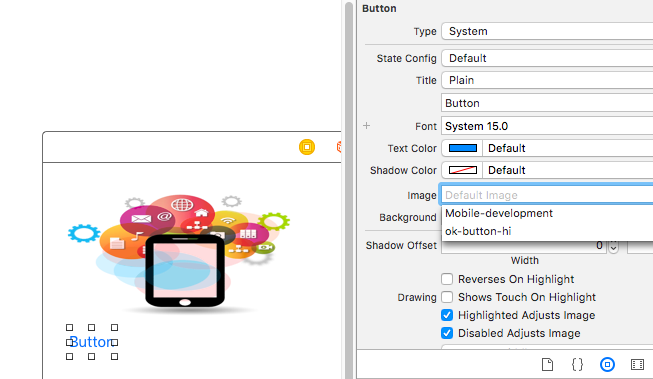 Button
Type System
State Config Default
Title Plain
Button
Font System 15.0
Text Color Default
Shadow Color Default
Image Default Image
Mobile-development
Background
ok-button-hi
Shadow Offset 0
Width
Reverses On Highlight
Drawing Shows Touch On Highlight
Highlighted Adjusts Image
Disabled Adjusts Image
Button